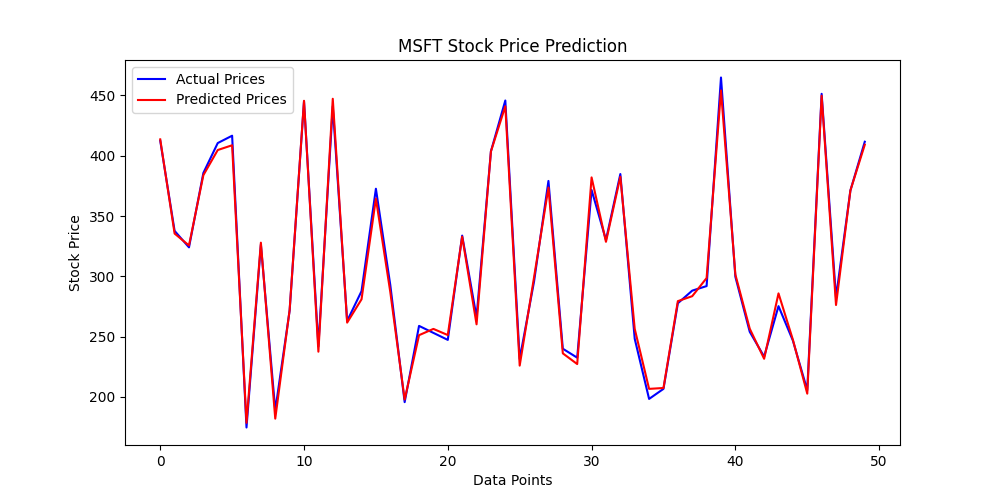 MSFT Stock Price Prediction
Actual Prices
Predicted Prices
450
400
350
300
250
200
Stock Price
0 10 20 30 40 50
Data Points